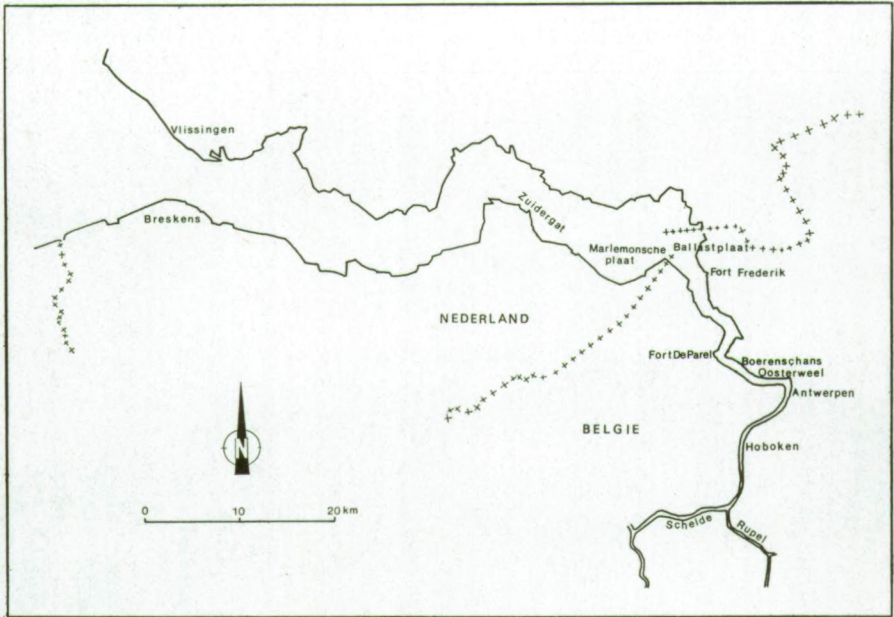 Vlissingen
Breskens
Zuidergat
Marlemonsche
plaat
Ballastplaat
Fort Frederik
NEDERLAND
Fort De Parel
Boerenschans
Oosterweel
Antwerpen
BELGIE
Hoboken
N
0 10 20 km
Schelde
Rupel